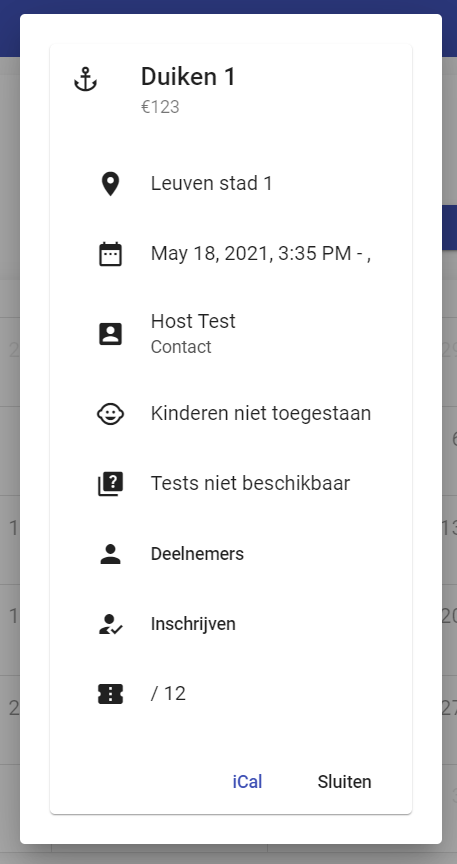 Duiken 1
€123
Leuven stad 1
May 18, 2021, 3:35 PM - ,
Host Test
Contact
Kinderen niet toegestaan
Tests niet beschikbaar
Deelnemers
Inschrijven
/ 12
iCal
Sluiten